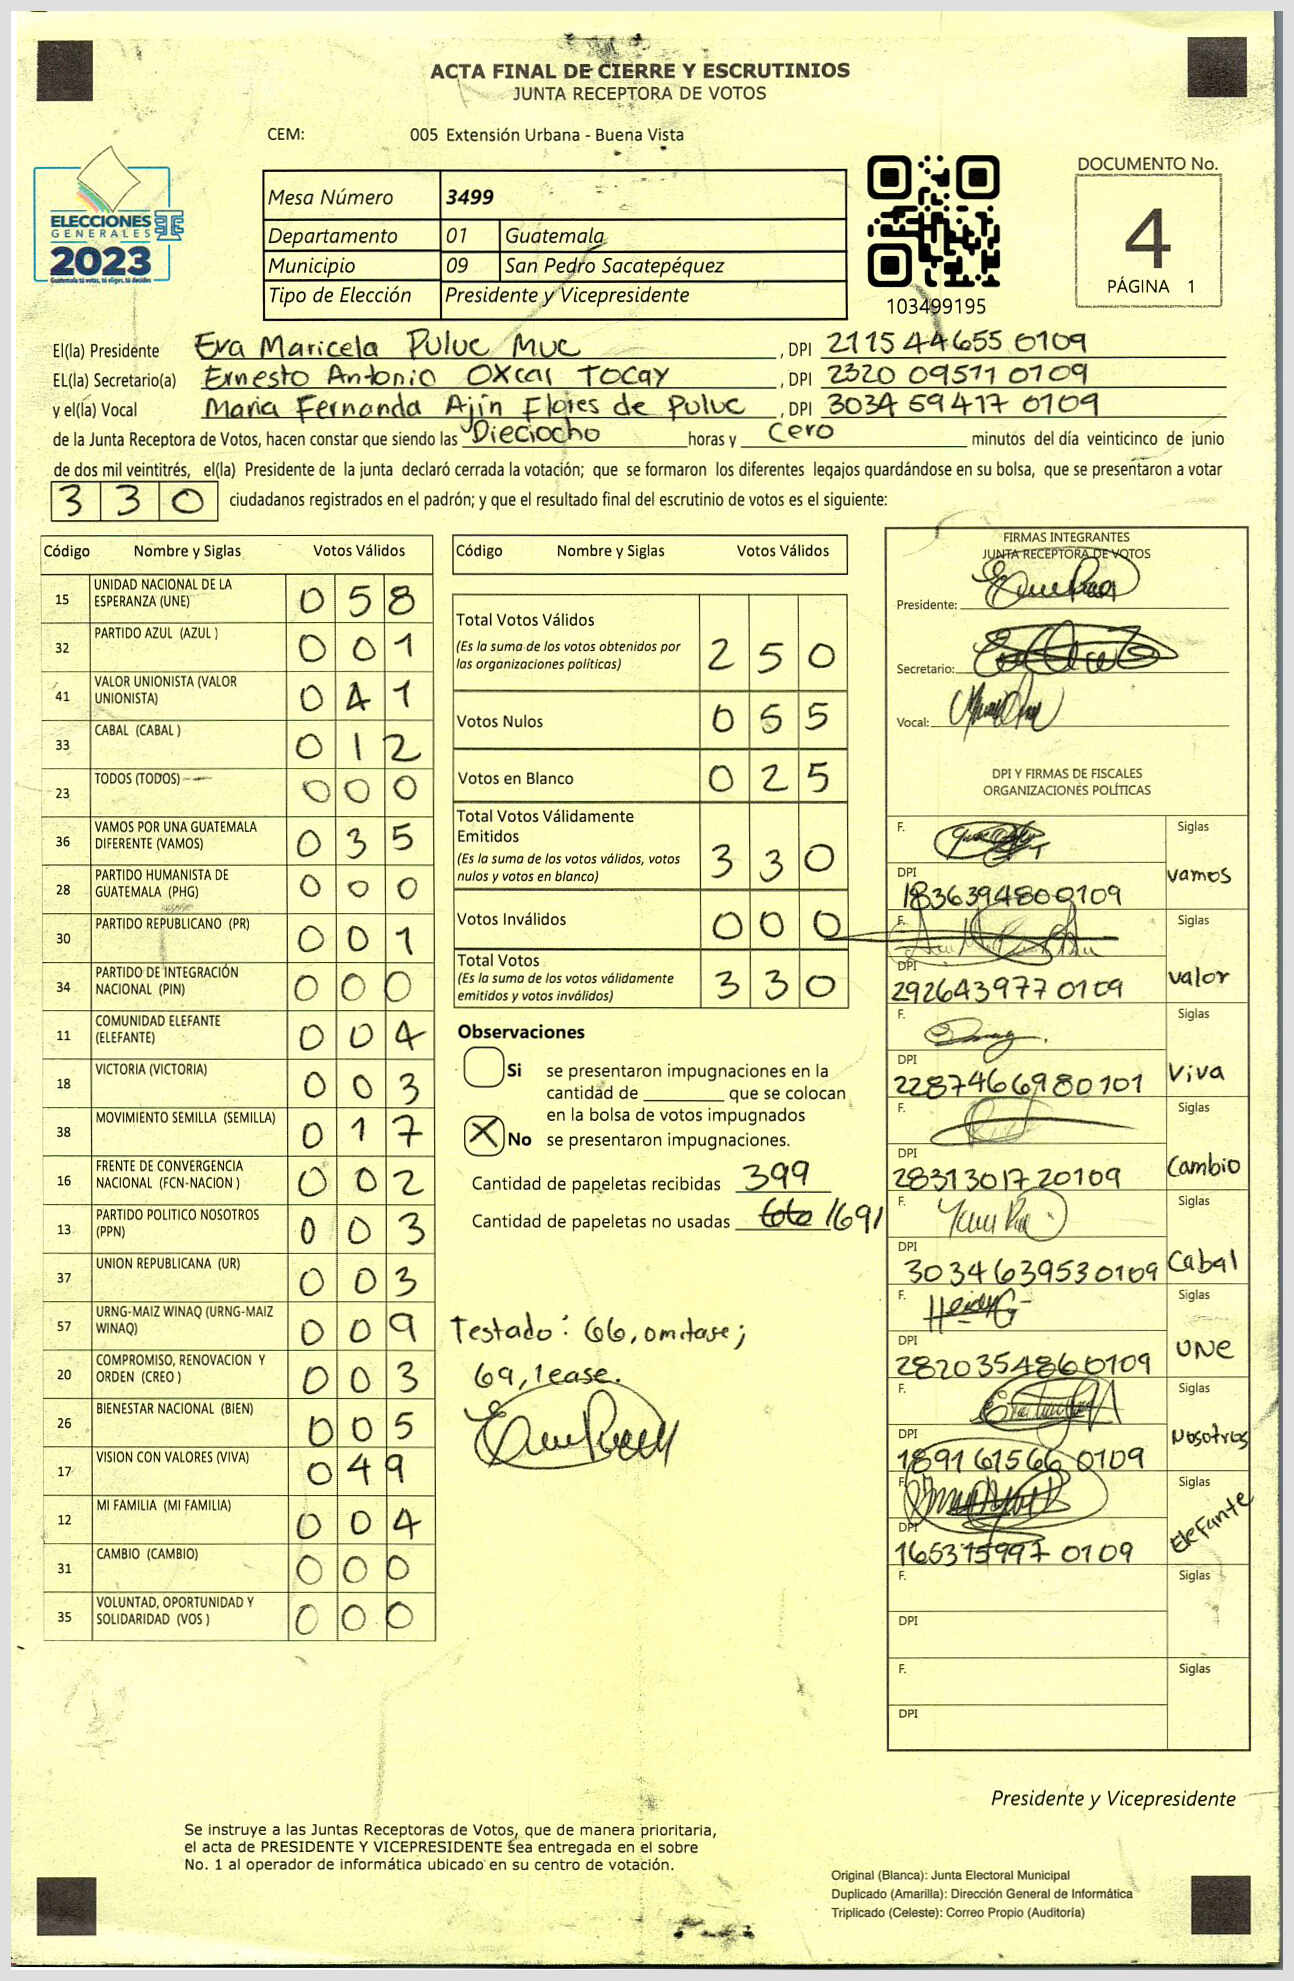 ACTA FINAL DE CIERRE Y ESCRUTINIOS
JUNTA RECEPTORA DE VOTOS
CEM: 005 Extensión Urbana - Buena Vista
ELECCIONES
GENERALES
2023
Guatemala tú votas, tú eliges, tú decides
Mesa Número 3499
Departamento 01 Guatemala
Municipio 09 San Pedro Sacatepéquez
Tipo de Elección Presidente y Vicepresidente
103499195
DOCUMENTO No.
4
PÁGINA 1
El(la) Presidente Eva Maricela Puluc Muc , DPI 2115 44655 0109
EL(la) Secretario(a) Ernesto Antonio Oxcal Tocay , DPI 2320 09511 0109
y el(la) Vocal Maria Fernanda Ajín Flores de Puluc , DPI 3034 59417 0109
de la Junta Receptora de Votos, hacen constar que siendo las Dieciocho horas y cero minutos del día veinticinco de junio
de dos mil veintitrés, el(la) Presidente de la junta declaró cerrada la votación; que se formaron los diferentes legajos guardándose en su bolsa, que se presentaron a votar
3 3 0 ciudadanos registrados en el padrón; y que el resultado final del escrutinio de votos es el siguiente:
Código Nombre y Siglas Votos Válidos
15 UNIDAD NACIONAL DE LA ESPERANZA (UNE) 0 5 8
32 PARTIDO AZUL (AZUL ) 0 0 1
41 VALOR UNIONISTA (VALOR UNIONISTA) 0 4 1
33 CABAL (CABAL ) 0 1 2
23 TODOS (TODOS) 0 0 0
36 VAMOS POR UNA GUATEMALA DIFERENTE (VAMOS) 0 3 5
28 PARTIDO HUMANISTA DE GUATEMALA (PHG) 0 0 0
30 PARTIDO REPUBLICANO (PR) 0 0 1
34 PARTIDO DE INTEGRACIÓN NACIONAL (PIN) 0 0 0
11 COMUNIDAD ELEFANTE (ELEFANTE) 0 0 4
18 VICTORIA (VICTORIA) 0 0 3
38 MOVIMIENTO SEMILLA (SEMILLA) 0 1 7
16 FRENTE DE CONVERGENCIA NACIONAL (FCN-NACION ) 0 0 2
13 PARTIDO POLITICO NOSOTROS (PPN) 0 0 3
37 UNION REPUBLICANA (UR) 0 0 3
57 URNG-MAIZ WINAQ (URNG-MAIZ WINAQ) 0 0 9
20 COMPROMISO, RENOVACION Y ORDEN (CREO ) 0 0 3
26 BIENESTAR NACIONAL (BIEN) 0 0 5
17 VISION CON VALORES (VIVA) 0 4 9
12 MI FAMILIA (MI FAMILIA) 0 0 4
31 CAMBIO (CAMBIO) 0 0 0
35 VOLUNTAD, OPORTUNIDAD Y SOLIDARIDAD (VOS ) 0 0 0
Código Nombre y Siglas Votos Válidos
Total Votos Válidos 2 5 0
(Es la suma de los votos obtenidos por
las organizaciones políticas)
Votos Nulos 0 5 5
Votos en Blanco 0 2 5
Total Votos Válidamente
Emitidos 3 3 0
(Es la suma de los votos válidos, votos
nulos y votos en blanco)
Votos Inválidos 0 0 0
Total Votos 3 3 0
(Es la suma de los votos válidamente
emitidos y votos inválidos)
Observaciones
Si se presentaron impugnaciones en la
cantidad de ________ que se colocan
en la bolsa de votos impugnados
X No se presentaron impugnaciones.
Cantidad de papeletas recibidas 399
Cantidad de papeletas no usadas 1691
Testado: 66, omitase;
69, lease.
FIRMAS INTEGRANTES
JUNTA RECEPTORA DE VOTOS
Presidente:
Secretario:
Vocal:
DPI Y FIRMAS DE FISCALES
ORGANIZACIONES POLÍTICAS
F. Siglas
DPI vamos
1836394800109
F. Siglas
DPI valor
292643977 0109
F. Siglas
DPI Viva
2287466980101
F. Siglas
DPI Cambio
2831301720109
F. Siglas
DPI Cabal
3034639530109
F. Heidy G Siglas
DPI UNE
2820354860109
F. Siglas
DPI Nosotros
189161566 0109
F. Siglas
DPI Elefante
165315997 0109
F. Siglas
DPI
F. Siglas
DPI
Presidente y Vicepresidente
Se instruye a las Juntas Receptoras de Votos, que de manera prioritaria,
el acta de PRESIDENTE Y VICEPRESIDENTE sea entregada en el sobre
No. 1 al operador de informática ubicado en su centro de votación.
Original (Blanca): Junta Electoral Municipal
Duplicado (Amarilla): Dirección General de Informática
Triplicado (Celeste): Correo Propio (Auditoría)